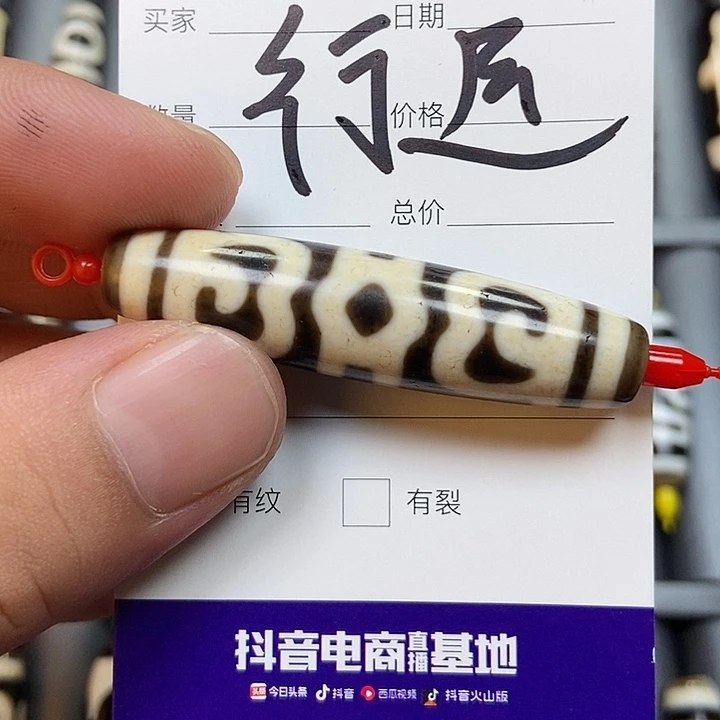 买家 日期
行运
数量 价格
总价
有纹 有裂
抖音电商直播基地
今日头条 抖音 西瓜视频 抖音火山版